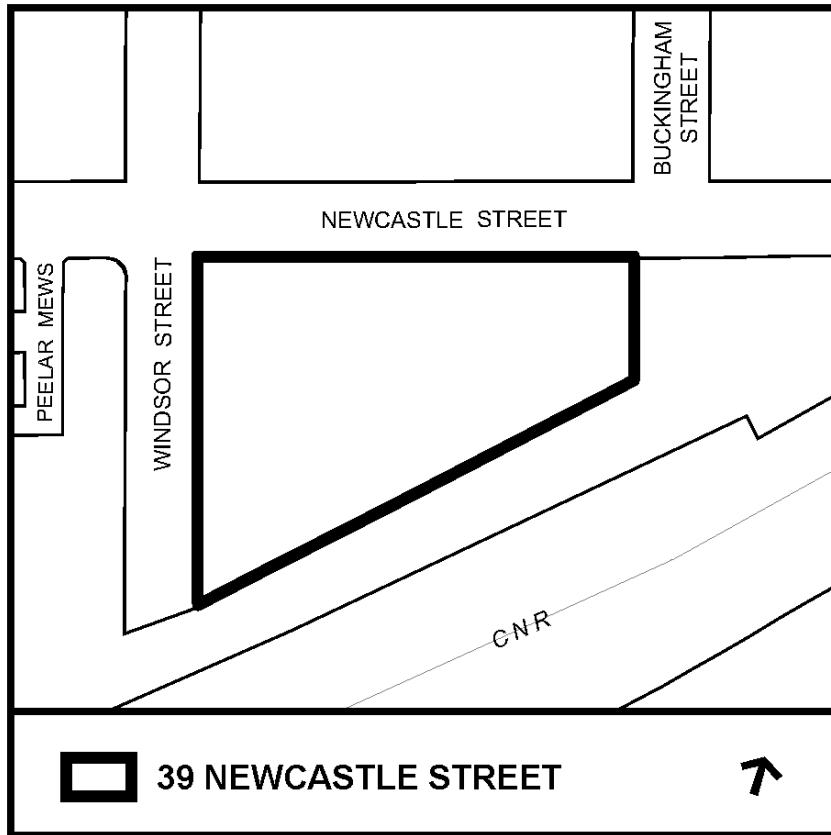 BUCKINGHAM
STREET
NEWCASTLE STREET
PEELAR MEWS
WINDSOR STREET
CNR
39 NEWCASTLE STREET